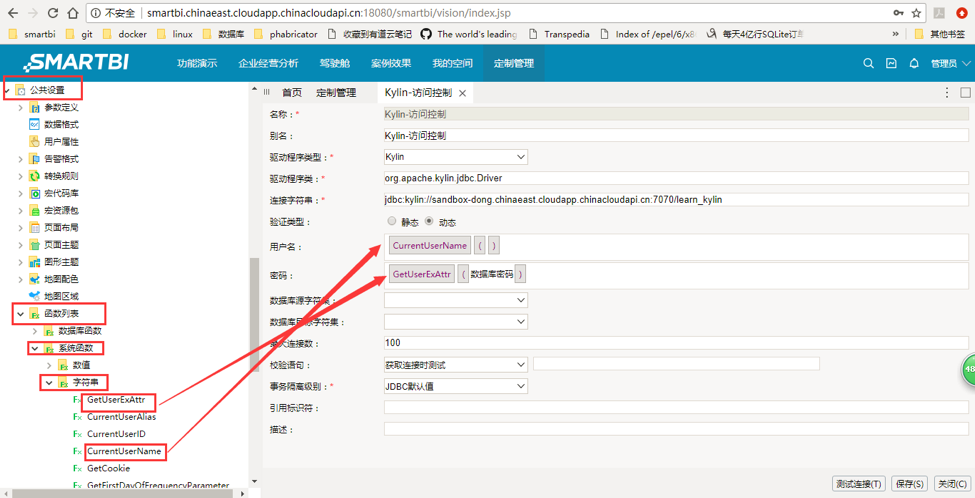 不安全 smartbi.chinaeast.cloudapp.chinacloudapi.cn:18080/smartbi/vision/index.jsp
smartbi git docker linux 数据库 phabricator 收藏到有道云笔记 The world's leading Transpedia Index of /epel/6/x8 每天4亿行SQLite订单 » 其他书签
SMARTBI 功能演示 企业经营分析 驾驶舱 案例效果 我的空间 定制管理 管理员
首页 定制管理 Kylin-访问控制
公共设置
参数定义
数据格式
用户属性
告警格式
转换规则
宏代码库
宏资源包
页面布局
页面主题
图形主题
地图配色
地图区域
函数列表
数据库函数
系统函数
数值
字符串
Fx GetUserExAttr
Fx CurrentUserAlias
Fx CurrentUserID
Fx CurrentUserName
Fx GetCookie
Fx GetFirstDayOfFrequencyParameter
名称：* Kylin-访问控制
别名： Kylin-访问控制
驱动程序类型：* Kylin
驱动程序类：* org.apache.kylin.jdbc.Driver
连接字符串：* jdbc:kylin://sandbox-dong.chinaeast.cloudapp.chinacloudapi.cn:7070/learn_kylin
验证类型： 静态 动态
用户名： CurrentUserName ( )
密码： GetUserExAttr ( 数据库密码 )
数据库源字符集：
数据库目标字符集：
最大连接数： 100
校验语句： 获取连接时测试
事务隔离级别：* JDBC默认值
引用标识符：
描述：
48
测试连接(T) 保存(S) 关闭(C)